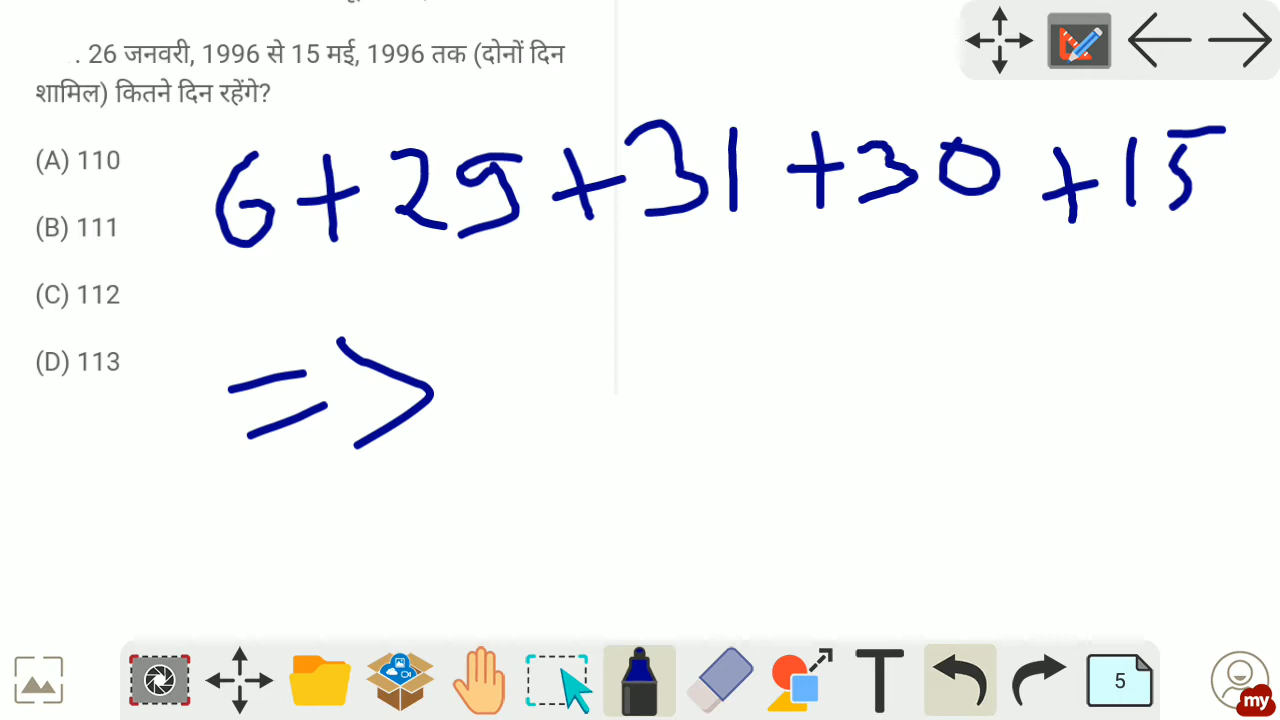 . 26 जनवरी, 1996 से 15 मई, 1996 तक (दोनों दिन
शामिल) कितने दिन रहेंगे?
(A) 110
(B) 111
(C) 112
(D) 113
6+29+31+30+15
=>
T
5
my